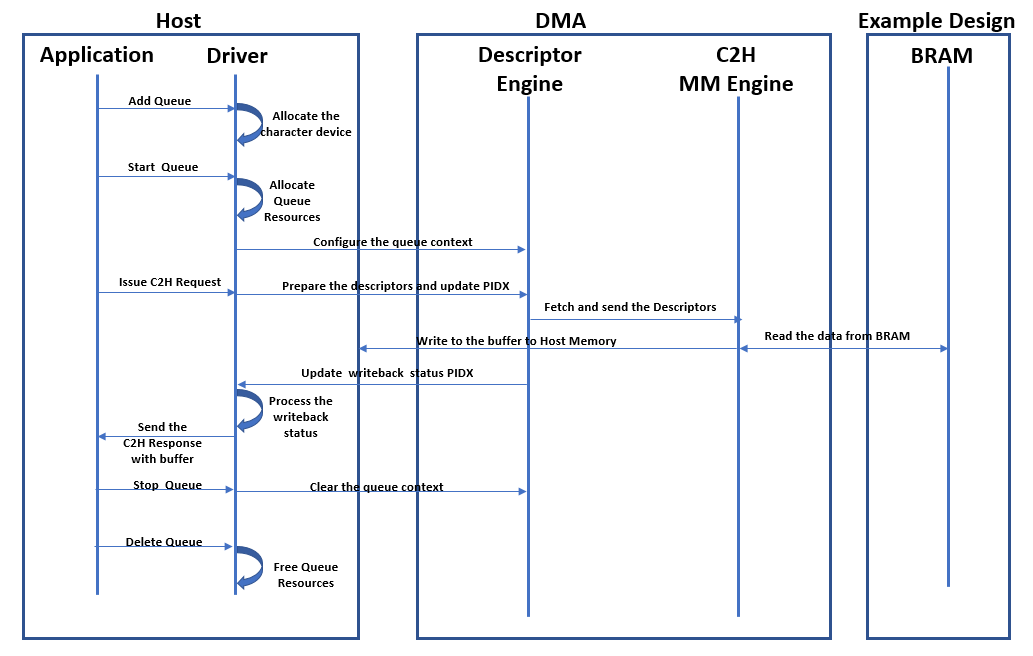 Host
DMA
Example Design
Application
Driver
Descriptor
Engine
C2H
MM Engine
BRAM
Add Queue
Allocate the
character device
Start Queue
Allocate
Queue
Resources
Configure the queue context
Issue C2H Request
Prepare the descriptors and update PIDX
Fetch and send the Descriptors
Read the data from BRAM
Write to the buffer to Host Memory
Update writeback status PIDX
Process the
writeback
status
Send the
C2H Response
with buffer
Stop Queue
Clear the queue context
Delete Queue
Free Queue
Resources